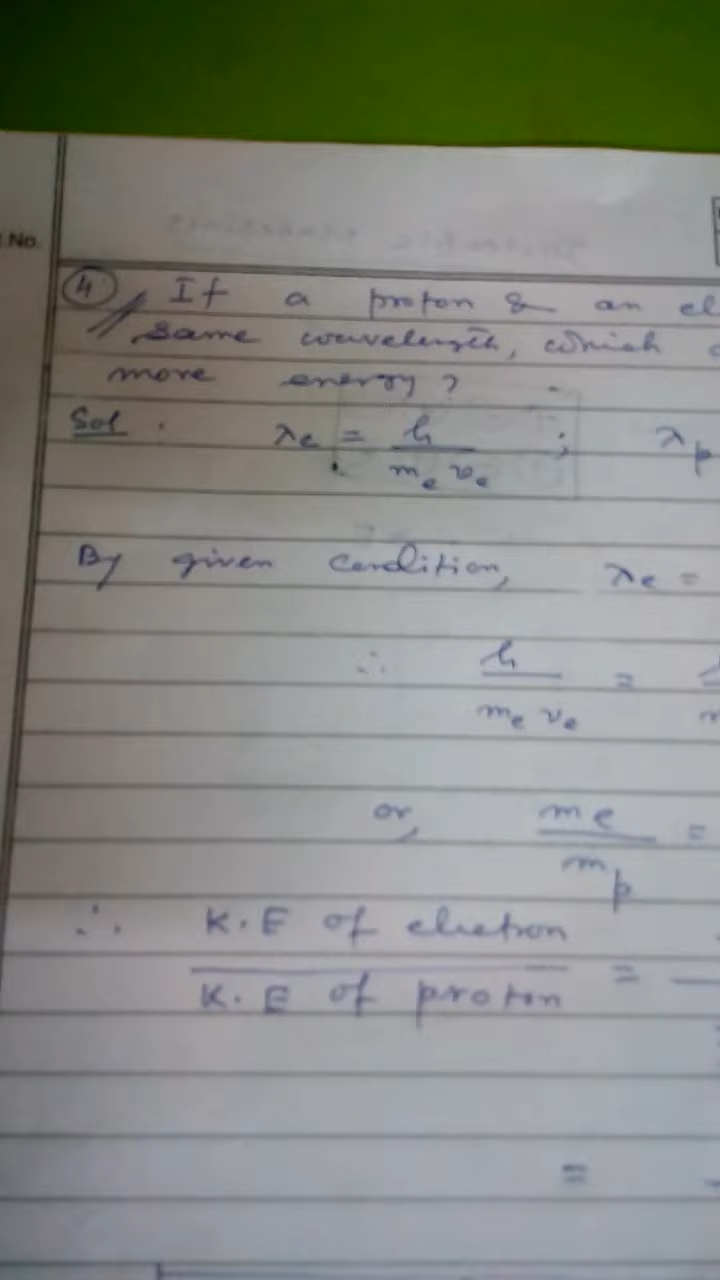 .No.
④ If a proton & an el
same wavelength, which
more energy?
Sol. λe = h / me ve ; λp
By given condition, λe =
∴ h / me ve =
or, me / mp =
∴ K.E of eletron / K.E of proton =
=